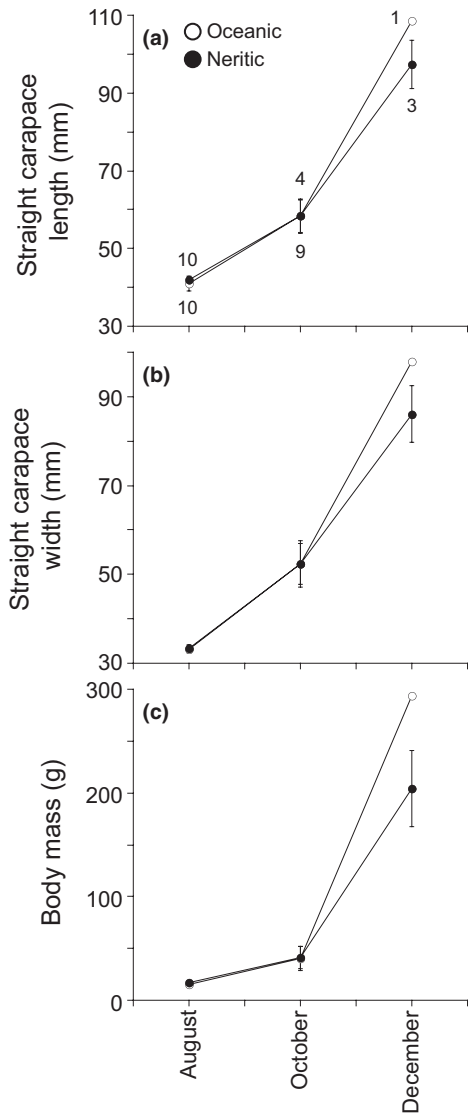 (a)
Oceanic
Neritic
Straight carapace
length (mm)
110
90
70
50
30
10
10
4
9
1
3
(b)
Straight carapace
width (mm)
90
70
50
30
(c)
Body mass (g)
300
200
100
0
August
October
December